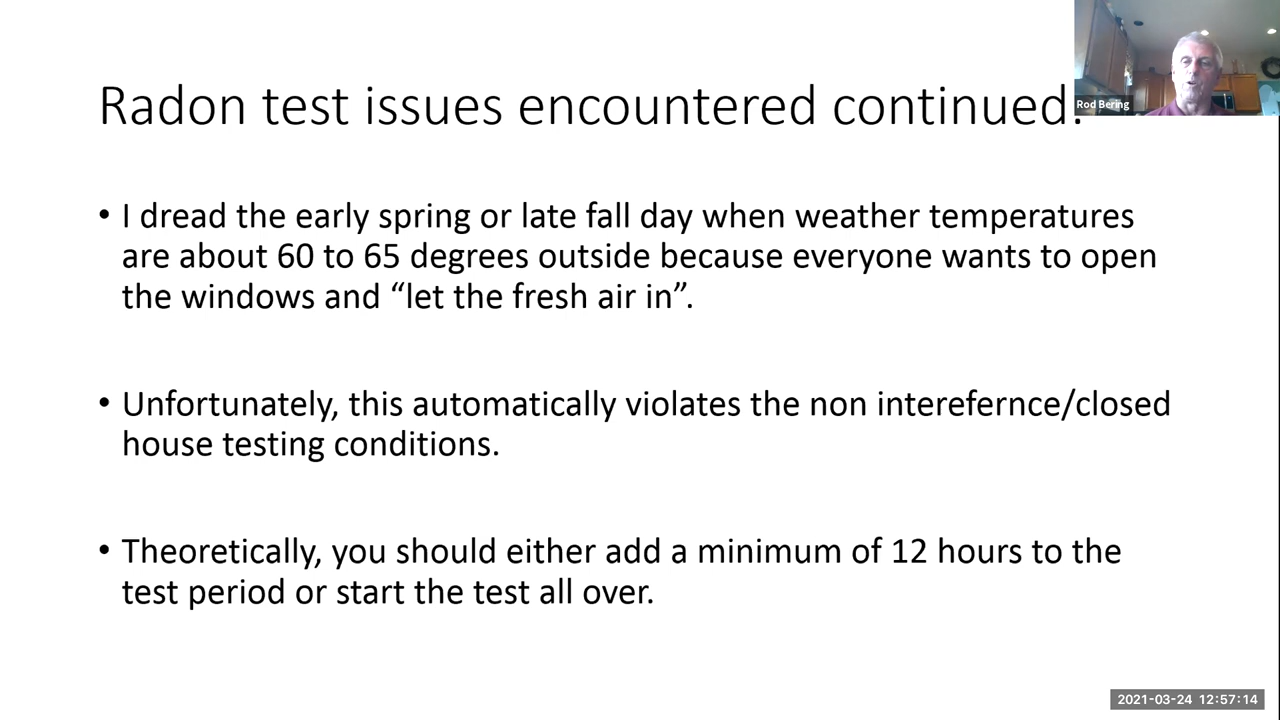 Radon test issues encountered continued.
Rod Bering
• I dread the early spring or late fall day when weather temperatures
are about 60 to 65 degrees outside because everyone wants to open
the windows and “let the fresh air in”.
• Unfortunately, this automatically violates the non interefernce/closed
house testing conditions.
• Theoretically, you should either add a minimum of 12 hours to the
test period or start the test all over.
2021-03-24 12:57:14